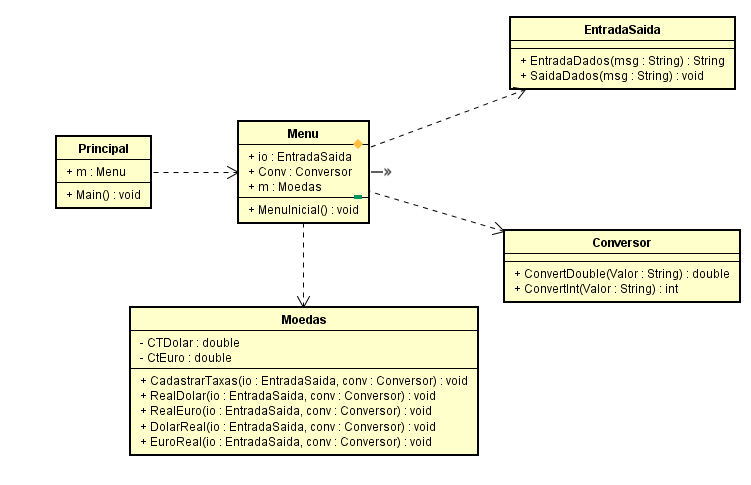 EntradaSaida
+ EntradaDados(msg : String) : String
+ SaidaDados(msg : String) : void
Principal
+ m : Menu
+ Main() : void
Menu
+ io : EntradaSaida
+ Conv : Conversor
+ m : Moedas
+ MenuInicial() : void
Conversor
+ ConvertDouble(Valor : String) : double
+ ConvertInt(Valor : String) : int
Moedas
- CTDolar : double
- CtEuro : double
+ CadastrarTaxas(io : EntradaSaida, conv : Conversor) : void
+ RealDolar(io : EntradaSaida, conv : Conversor) : void
+ RealEuro(io : EntradaSaida, conv : Conversor) : void
+ DolarReal(io : EntradaSaida, conv : Conversor) : void
+ EuroReal(io : EntradaSaida, conv : Conversor) : void